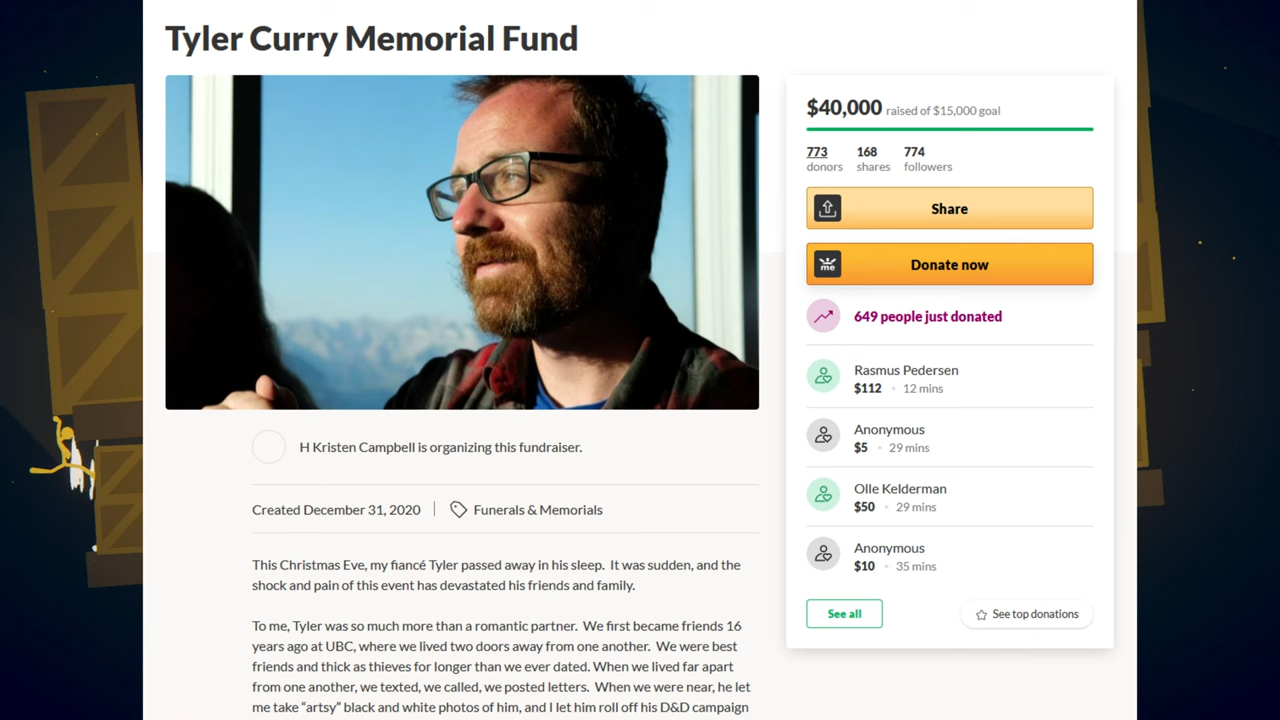 Tyler Curry Memorial Fund
$40,000 raised of $15,000 goal
773 168 774
donors shares followers
Share
me Donate now
649 people just donated
Rasmus Pedersen
$112 • 12 mins
Anonymous
$5 • 29 mins
Olle Kelderman
$50 • 29 mins
Anonymous
$10 • 35 mins
See all See top donations
H Kristen Campbell is organizing this fundraiser.
Created December 31, 2020 | Funerals & Memorials
This Christmas Eve, my fiancé Tyler passed away in his sleep. It was sudden, and the
shock and pain of this event has devastated his friends and family.
To me, Tyler was so much more than a romantic partner. We first became friends 16
years ago at UBC, where we lived two doors away from one another. We were best
friends and thick as thieves for longer than we ever dated. When we lived far apart
from one another, we texted, we called, we posted letters. When we were near, he let
me take “artsy” black and white photos of him, and I let him roll off his D&D campaign